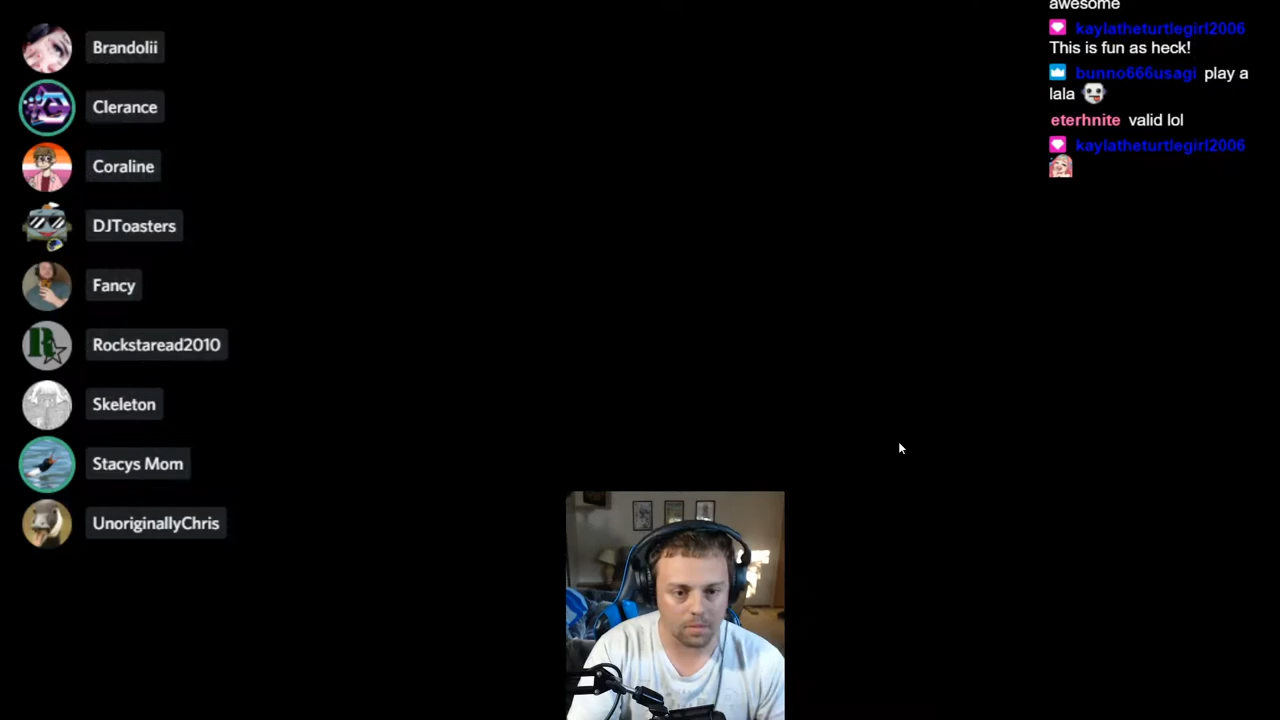 Brandolii
Clerance
Coraline
DJToasters
Fancy
Rockstaread2010
Skeleton
Stacys Mom
UnoriginallyChris
awesome
kaylatheturtlegirl2006
This is fun as heck!
bunno666usagi play a
lala
eterhnite valid lol
kaylatheturtlegirl2006